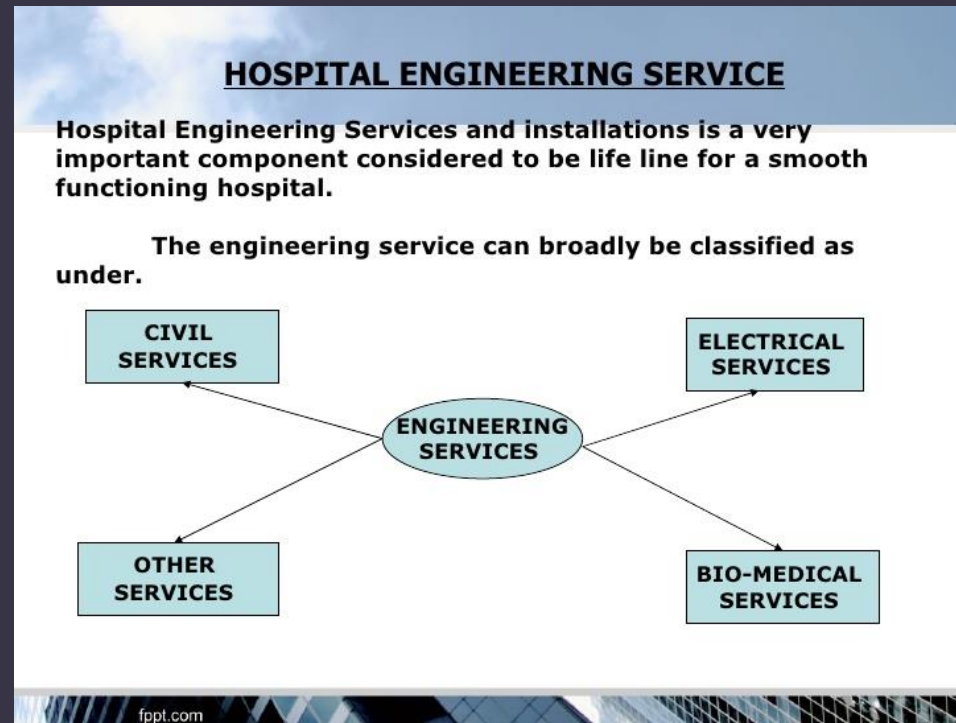 HOSPITAL ENGINEERING SERVICE
Hospital Engineering Services and installations is a very
important component considered to be life line for a smooth
functioning hospital.
The engineering service can broadly be classified as
under.
CIVIL
SERVICES
ELECTRICAL
SERVICES
ENGINEERING
SERVICES
OTHER
SERVICES
BIO-MEDICAL
SERVICES
fppt.com